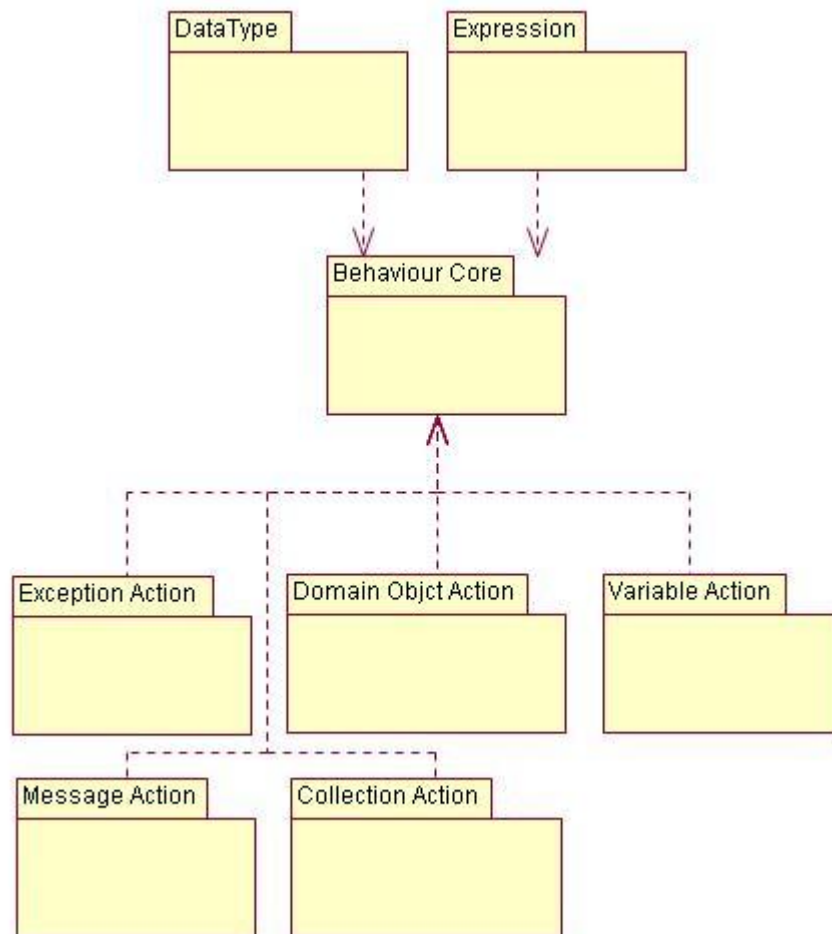 DataType
Expression
Behaviour Core
Exception Action
Domain Objct Action
Variable Action
Message Action
Collection Action